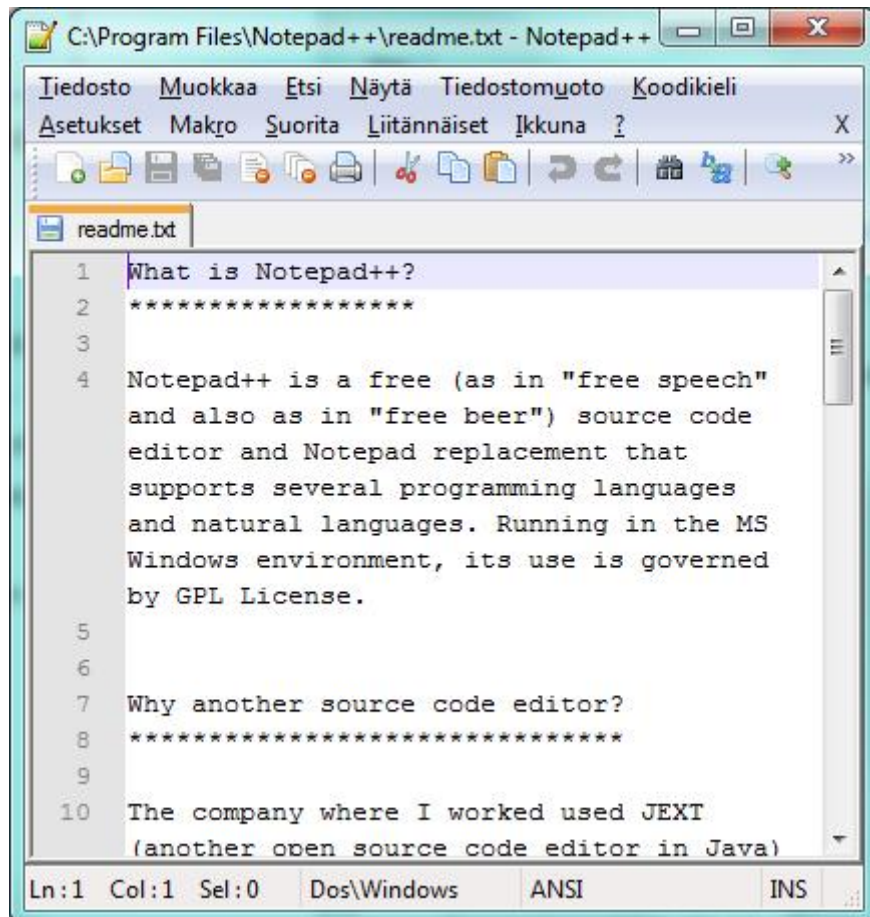 C:\Program Files\Notepad++\readme.txt - Notepad++
Tiedosto Muokkaa Etsi Näytä Tiedostomuoto Koodikieli
Asetukset Makro Suorita Liitännäiset Ikkuna ? X
readme.txt
1 What is Notepad++?
2 ******************
3
4 Notepad++ is a free (as in "free speech"
and also as in "free beer") source code
editor and Notepad replacement that
supports several programming languages
and natural languages. Running in the MS
Windows environment, its use is governed
by GPL License.
5
6
7 Why another source code editor?
8 *******************************
9
10 The company where I worked used JEXT
(another open source code editor in Java)
Ln:1 Col:1 Sel:0 Dos\Windows ANSI INS